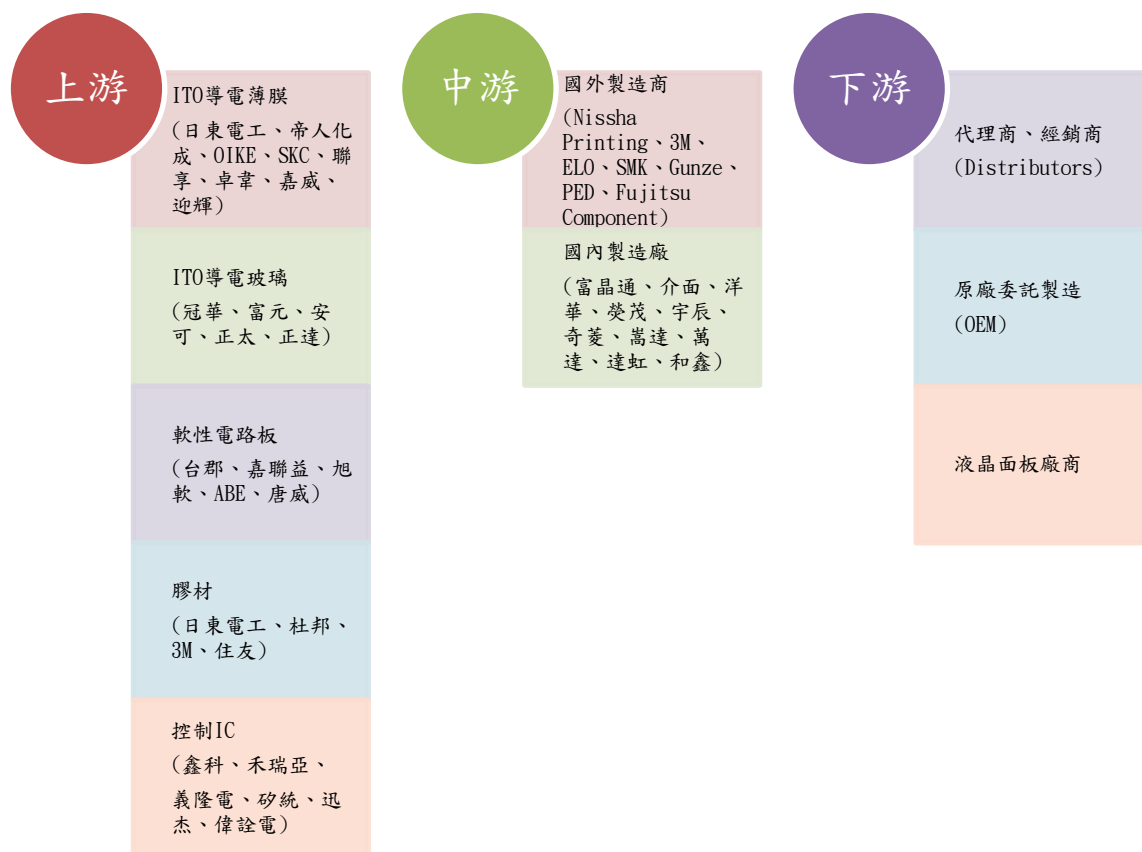 上游
ITO導電薄膜
(日東電工、帝人化
成、OIKE、SKC、聯
享、卓韋、嘉威、
迎輝)
ITO導電玻璃
(冠華、富元、安
可、正太、正達)
軟性電路板
(台郡、嘉聯益、旭
軟、ABE、唐威)
膠材
(日東電工、杜邦、
3M、住友)
控制IC
(鑫科、禾瑞亞、
義隆電、矽統、迅
杰、偉詮電)
中游
國外製造商
(Nissha
Printing、3M、
ELO、SMK、Gunze、
PED、Fujitsu
Component)
國內製造廠
(富晶通、介面、洋
華、熒茂、宇辰、
奇菱、嵩達、萬
達、達虹、和鑫)
下游
代理商、經銷商
(Distributors)
原廠委託製造
(OEM)
液晶面板廠商